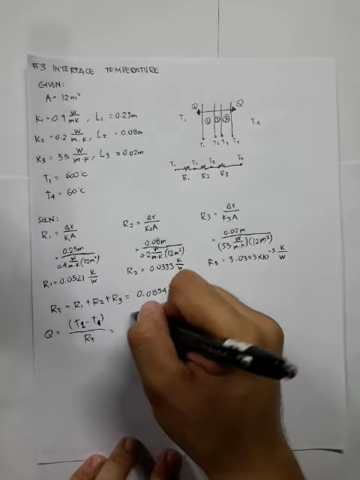 #3 INTERFACE TEMPERATURE
GIVEN:
A = 12m²
K₁ = 0.4 W/m·K , L₁ = 0.25m
K₂ = 0.2 W/m·K , L₂ = 0.08m
K₃ = 55 W/m·K , L₃ = 0.02m
T₁ = 600°C
T₄ = 60°C
Q
T₁ ① ② ③ T₄
T₁ T₂ T₃ T₄
T₁ T₂ T₃ T₄
R₁ R₂ R₃
SOLN:
R₁ = Δx / K₁A
= 0.25m / 0.4 W/m·K (12m²)
R₁ = 0.0521 K/W
R₂ = Δx / K₂A
= 0.08m / 0.2 W/m·K (12m²)
R₂ = 0.0333 K/W
R₃ = Δx / K₃A
= 0.02m / (55 W/m·K)(12m²)
R₃ = 3.0303×10⁻⁵ K/W
R_T = R₁ + R₂ + R₃ = 0.0854
Q = (T₁ - T₄) / R_T =